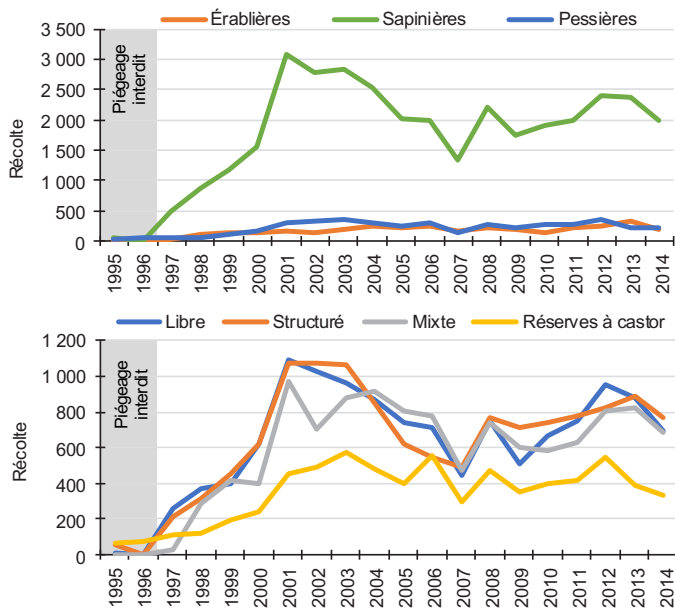 Érablières Sapinières Pessières
3 500
3 000
2 500
2 000
1 500
1 000
500
0
Récolte
Piégeage
interdit
1995 1996 1997 1998 1999 2000 2001 2002 2003 2004 2005 2006 2007 2008 2009 2010 2011 2012 2013 2014
Libre Structuré Mixte Réserves à castor
1 200
1 000
800
600
400
200
0
Récolte
Piégeage
interdit
1995 1996 1997 1998 1999 2000 2001 2002 2003 2004 2005 2006 2007 2008 2009 2010 2011 2012 2013 2014